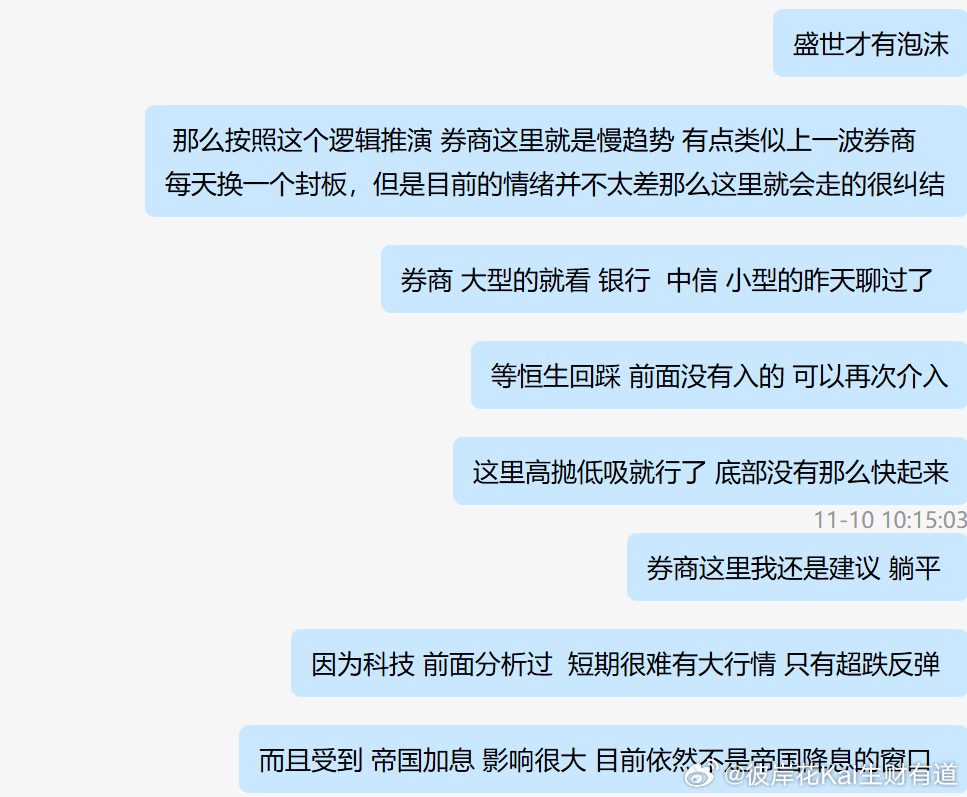 盛世才有泡沫
那么按照这个逻辑推演 券商这里就是慢趋势 有点类似上一波券商
每天换一个封板，但是目前的情绪并不太差那么这里就会走的很纠结
券商 大型的就看 银行 中信 小型的昨天聊过了
等恒生回踩 前面没有入的 可以再次介入
这里高抛低吸就行了 底部没有那么快起来
11-10 10:15:03
券商这里我还是建议 躺平
因为科技 前面分析过 短期很难有大行情 只有超跌反弹
而且受到 帝国加息 影响很大 目前依然不是帝国降息的窗口
@彼岸花Kai生财有道